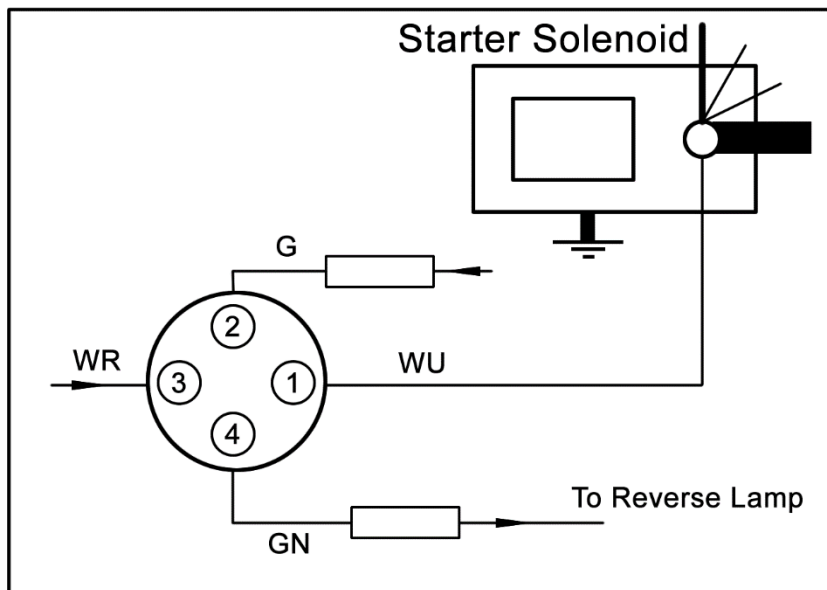 Starter Solenoid
G
2
WR
3
1
WU
4
To Reverse Lamp
GN